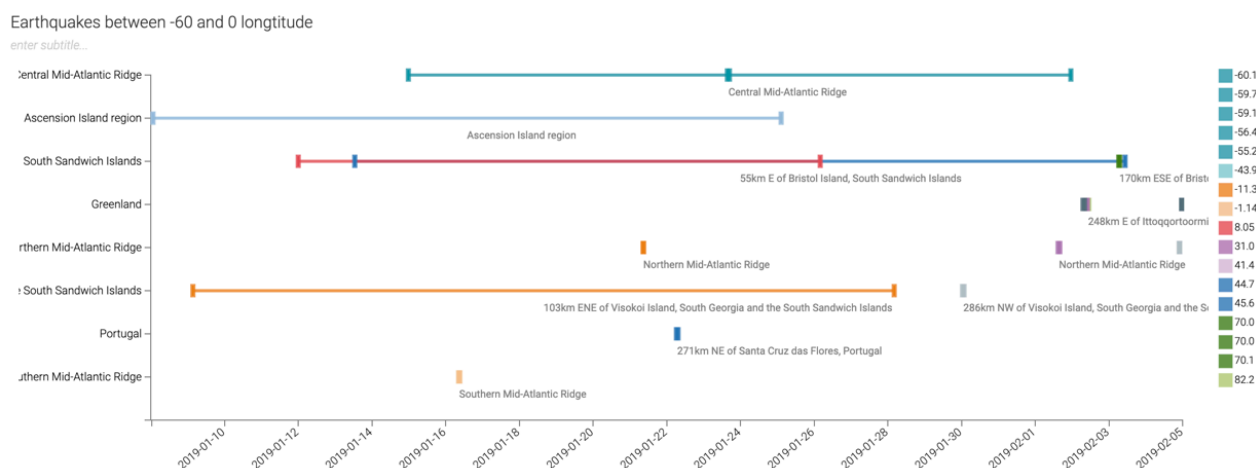 Earthquakes between -60 and 0 longtitude
enter subtitle...
Central Mid-Atlantic Ridge
Central Mid-Atlantic Ridge
Ascension Island region
Ascension Island region
South Sandwich Islands
55km E of Bristol Island, South Sandwich Islands
170km ESE of Bristo
Greenland
248km E of Ittoqqortoormi
rthern Mid-Atlantic Ridge
Northern Mid-Atlantic Ridge
Northern Mid-Atlantic Ridge
South Sandwich Islands
103km ENE of Visokoi Island, South Georgia and the South Sandwich Islands
286km NW of Visokoi Island, South Georgia and the S
Portugal
271km NE of Santa Cruz das Flores, Portugal
uthern Mid-Atlantic Ridge
Southern Mid-Atlantic Ridge
2019-01-10
2019-01-12
2019-01-14
2019-01-16
2019-01-18
2019-01-20
2019-01-22
2019-01-24
2019-01-26
2019-01-28
2019-01-30
2019-02-01
2019-02-03
2019-02-05
-60.1
-59.7
-59.1
-56.4
-55.2
-43.9
-11.3
-1.14
8.05
31.0
41.4
44.7
45.6
70.0
70.0
70.1
82.2